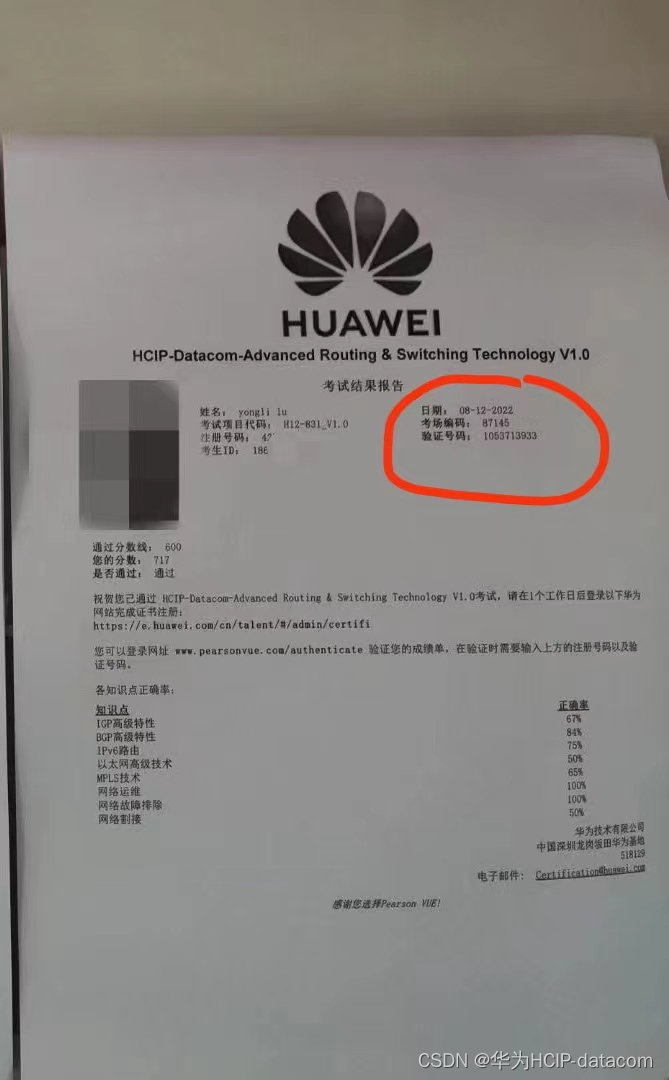 HUAWEI
HCIP-Datacom-Advanced Routing & Switching Technology V1.0
考试结果报告
姓名： yongli lu
考试项目代码： H12-831_V1.0
注册号码： 42
考生ID： 186
日期： 08-12-2022
考场编码： 87145
验证号码： 1053713933
通过分数线： 600
您的分数： 717
是否通过： 通过
祝贺您已通过 HCIP-Datacom-Advanced Routing & Switching Technology V1.0考试，请在1个工作日后登录以下华为
网站完成证书注册：
https://e.huawei.com/cn/talent/#/admin/certifi
您可以登录网址 www.pearsonvue.com/authenticate 验证您的成绩单，在验证时需要输入上方的注册号码以及验
证号码。
各知识点正确率：
知识点 正确率
IGP高级特性 67%
BGP高级特性 84%
IPv6路由 75%
以太网高级技术 50%
MPLS技术 65%
网络运维 100%
网络故障排除 100%
网络割接 50%
华为技术有限公司
中国深圳龙岗坂田华为基地
518129
电子邮件： Certification@huawei.com
感谢您选择Pearson VUE!
CSDN @华为HCIP-datacom